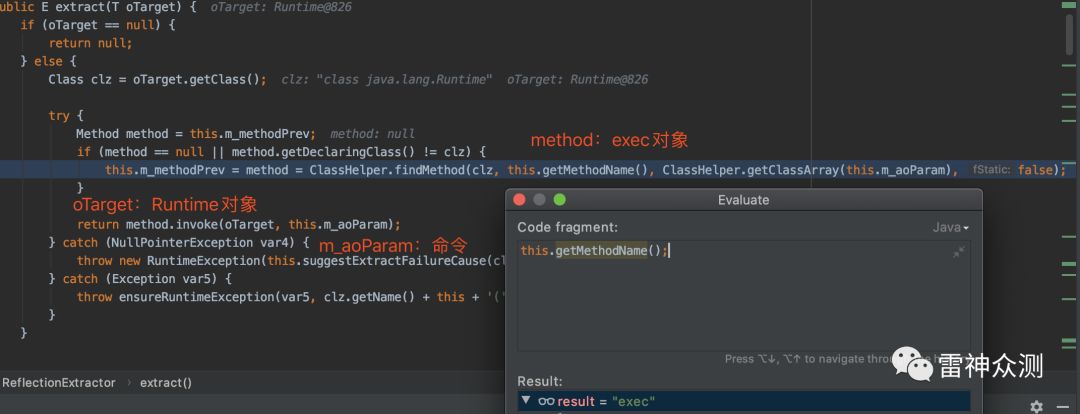 ublic E extract(T oTarget) { oTarget: Runtime@826
if (oTarget == null) {
return null;
} else {
Class clz = oTarget.getClass(); clz: "class java.lang.Runtime" oTarget: Runtime@826
try {
Method method = this.m_methodPrev; method: null
method：exec对象
if (method == null || method.getDeclaringClass() != clz) {
this.m_methodPrev = method = ClassHelper.findMethod(clz, this.getMethodName(), ClassHelper.getClassArray(this.m_aoParam), fStatic: false);
}
oTarget：Runtime对象
return method.invoke(oTarget, this.m_aoParam);
} catch (NullPointerException var4) {
m_aoParam：命令
throw new RuntimeException(this.suggestExtractFailureCause(cl
} catch (Exception var5) {
throw ensureRuntimeException(var5, clz.getName() + this + '("
}
}
Evaluate
Code fragment:
Java
this.getMethodName();
Press ⌥↓, ⌥↑ to navigate through the h
Result:
result = "exec"
雷神众测
ReflectionExtractor › extract()